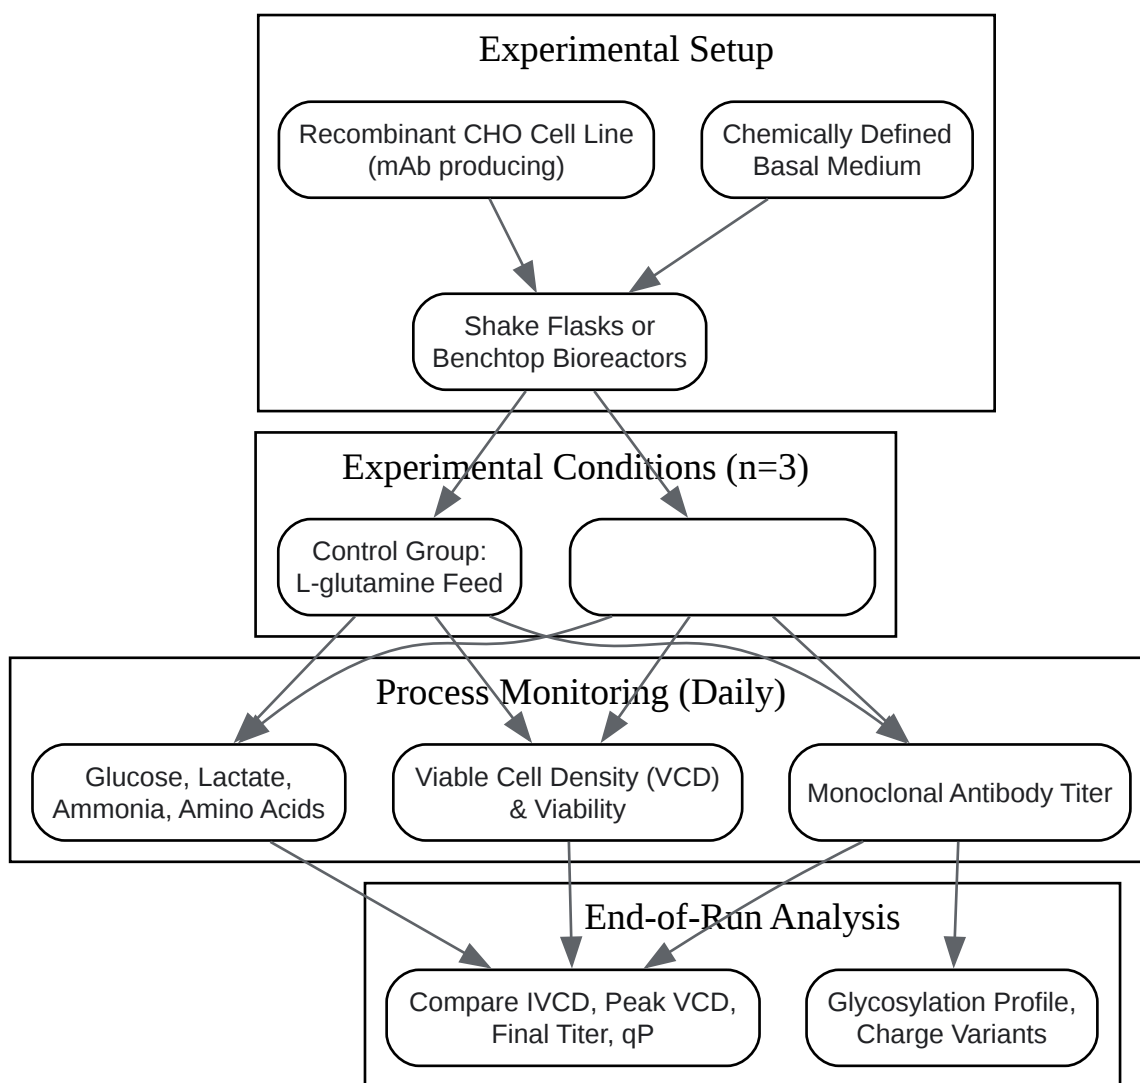 Experimental Setup
Recombinant CHO Cell Line
(mAb producing)
Chemically Defined
Basal Medium
Shake Flasks or
Benchtop Bioreactors
Experimental Conditions (n=3)
Control Group:
L-glutamine Feed
Process Monitoring (Daily)
Glucose, Lactate,
Ammonia, Amino Acids
Viable Cell Density (VCD)
& Viability
Monoclonal Antibody Titer
End-of-Run Analysis
Compare IVCD, Peak VCD,
Final Titer, qP
Glycosylation Profile,
Charge Variants